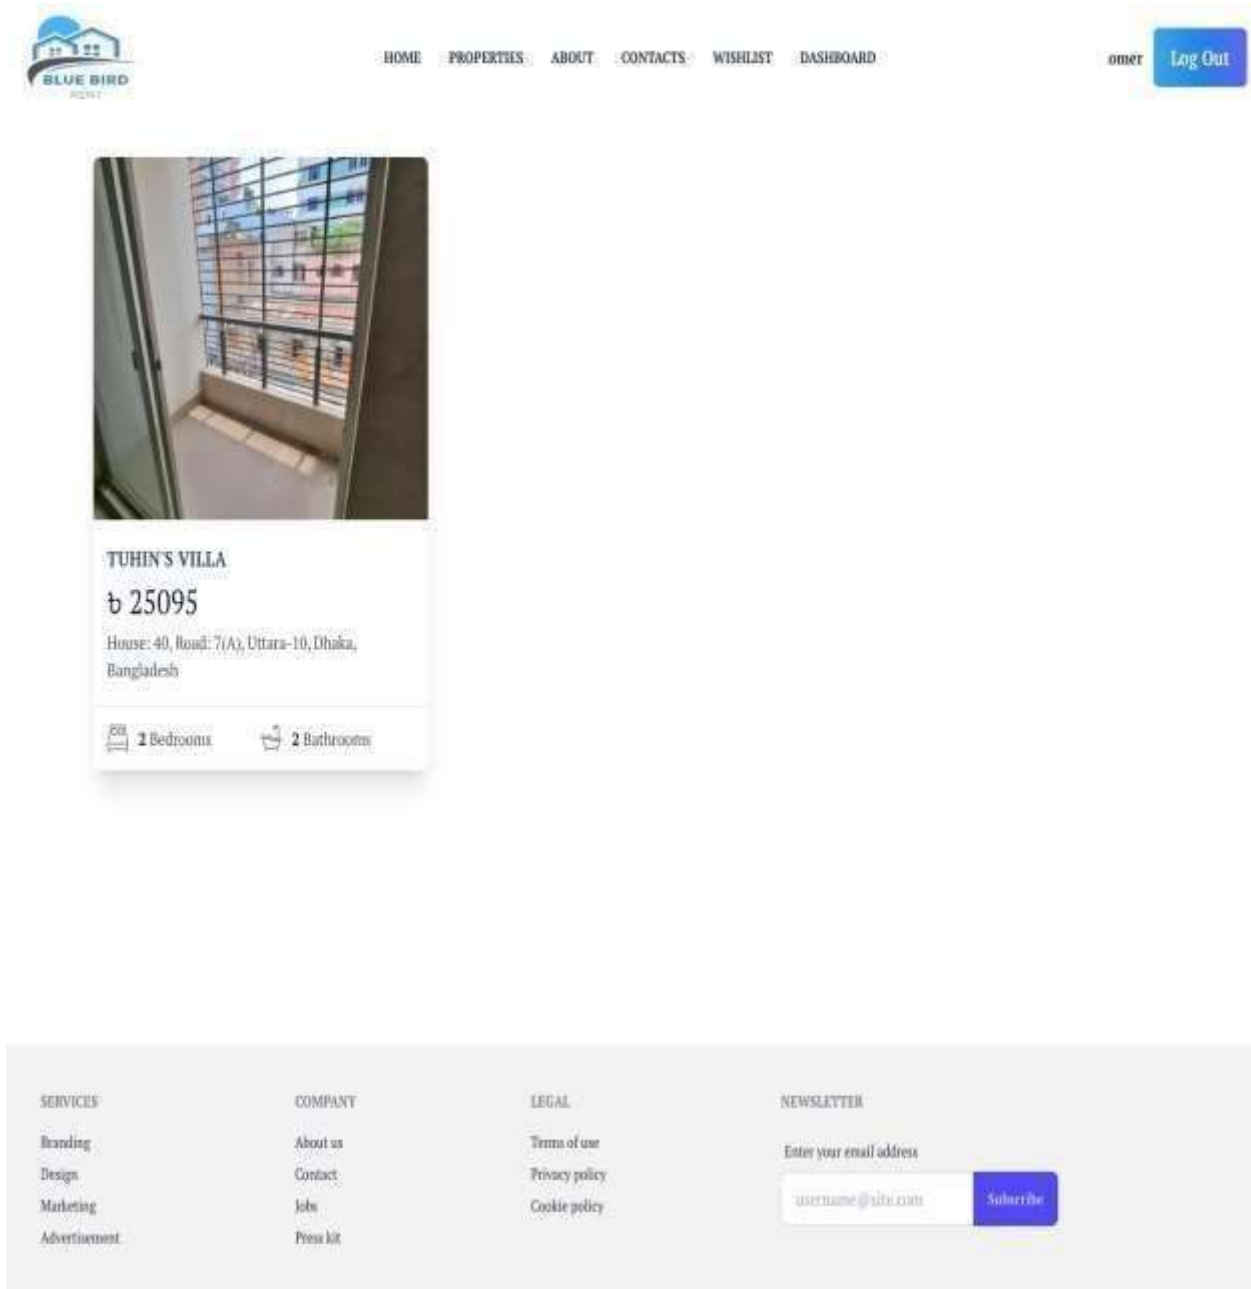 BLUE BIRD
RENT
HOME PROPERTIES ABOUT CONTACTS WISHLIST DASHBOARD
omer Log Out
TUHIN'S VILLA
৳ 25095
House: 40, Road: 7(A), Uttara-10, Dhaka,
Bangladesh
2 Bedrooms 2 Bathrooms
SERVICES
Branding
Design
Marketing
Advertisement
COMPANY
About us
Contact
Jobs
Press kit
LEGAL
Terms of use
Privacy policy
Cookie policy
NEWSLETTER
Enter your email address
username@site.com Subscribe